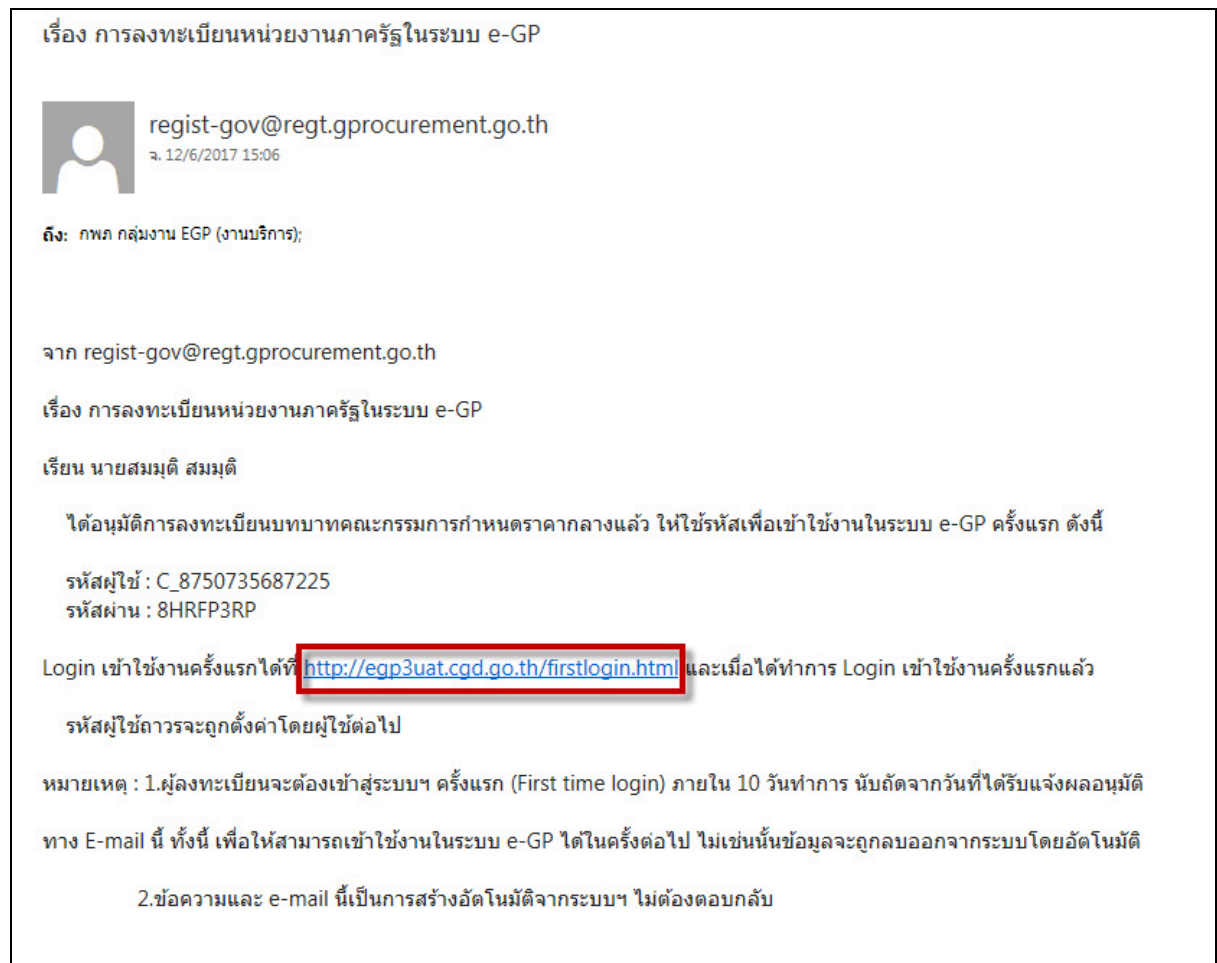 เรื่อง การลงทะเบียนหน่วยงานภาครัฐในระบบ e-GP
regist-gov@regt.gprocurement.go.th
จ. 12/6/2017 15:06
ถึง: กพภ กลุ่มงาน EGP (งานบริการ);
จาก regist-gov@regt.gprocurement.go.th
เรื่อง การลงทะเบียนหน่วยงานภาครัฐในระบบ e-GP
เรียน นายสมมุติ สมมุติ
ได้อนุมัติการลงทะเบียนบทบาทคณะกรรมการกำหนดราคากลางแล้ว ให้ใช้รหัสเพื่อเข้าใช้งานในระบบ e-GP ครั้งแรก ดังนี้
รหัสผู้ใช้ : C_8750735687225
รหัสผ่าน : 8HRFP3RP
Login เข้าใช้งานครั้งแรกได้ที่ http://egp3uat.cgd.go.th/firstlogin.html และเมื่อได้ทำการ Login เข้าใช้งานครั้งแรกแล้ว
รหัสผู้ใช้ถาวรจะถูกตั้งค่าโดยผู้ใช้ต่อไป
หมายเหตุ : 1.ผู้ลงทะเบียนจะต้องเข้าสู่ระบบฯ ครั้งแรก (First time login) ภายใน 10 วันทำการ นับถัดจากวันที่ได้รับแจ้งผลอนุมัติ
ทาง E-mail นี้ ทั้งนี้ เพื่อให้สามารถเข้าใช้งานในระบบ e-GP ได้ในครั้งต่อไป ไม่เช่นนั้นข้อมูลจะถูกลบออกจากระบบโดยอัตโนมัติ
2.ข้อความและ e-mail นี้เป็นการสร้างอัตโนมัติจากระบบฯ ไม่ต้องตอบกลับ